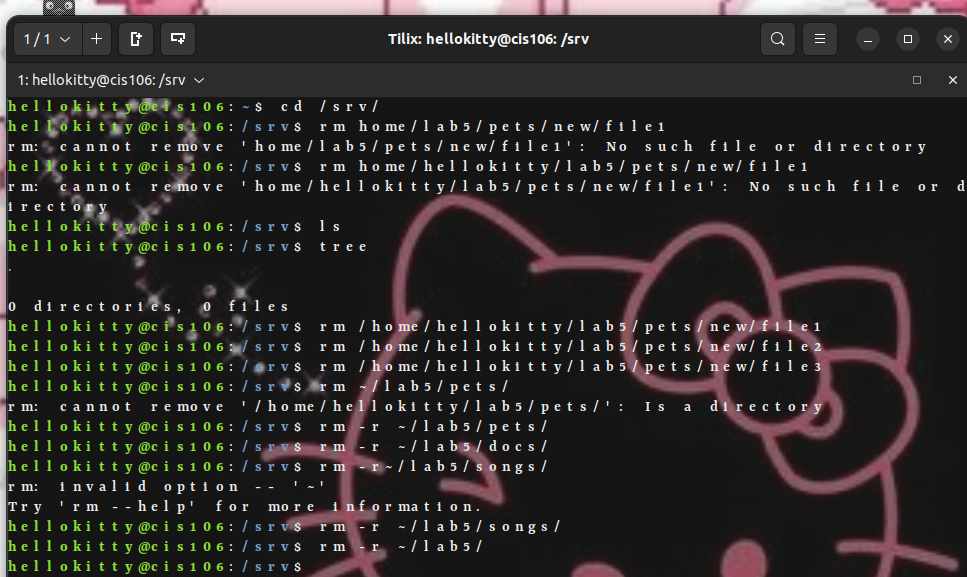 1 / 1
Tilix: hellokitty@cis106: /srv
1: hellokitty@cis106: /srv
hellokitty@cis106:~$ cd /srv/
hellokitty@cis106:/srv$ rm home/lab5/pets/new/file1
rm: cannot remove 'home/lab5/pets/new/file1': No such file or directory
hellokitty@cis106:/srv$ rm home/hellokitty/lab5/pets/new/file1
rm: cannot remove 'home/hellokitty/lab5/pets/new/file1': No such file or d
irectory
hellokitty@cis106:/srv$ ls
hellokitty@cis106:/srv$ tree
.
0 directories, 0 files
hellokitty@cis106:/srv$ rm /home/hellokitty/lab5/pets/new/file1
hellokitty@cis106:/srv$ rm /home/hellokitty/lab5/pets/new/file2
hellokitty@cis106:/srv$ rm /home/hellokitty/lab5/pets/new/file3
hellokitty@cis106:/srv$ rm ~/lab5/pets/
rm: cannot remove '/home/hellokitty/lab5/pets/': Is a directory
hellokitty@cis106:/srv$ rm -r ~/lab5/pets/
hellokitty@cis106:/srv$ rm -r ~/lab5/docs/
hellokitty@cis106:/srv$ rm -r~/lab5/songs/
rm: invalid option -- '~'
Try 'rm --help' for more information.
hellokitty@cis106:/srv$ rm -r ~/lab5/songs/
hellokitty@cis106:/srv$ rm -r ~/lab5/
hellokitty@cis106:/srv$